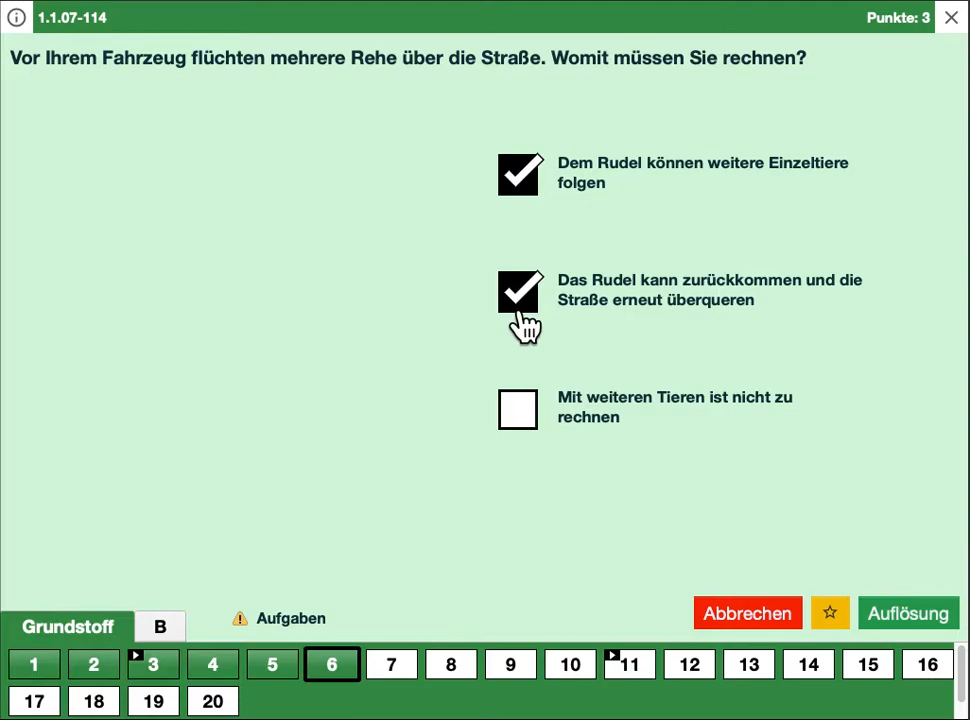 1.1.07-114
Punkte: 3
Vor Ihrem Fahrzeug flüchten mehrere Rehe über die Straße. Womit müssen Sie rechnen?
Dem Rudel können weitere Einzeltiere
folgen
Das Rudel kann zurückkommen und die
Straße erneut überqueren
Mit weiteren Tieren ist nicht zu
rechnen
Grundstoff
B
Aufgaben
Abbrechen
Auflösung
1 2 3 4 5 6 7 8 9 10 11 12 13 14 15 16
17 18 19 20